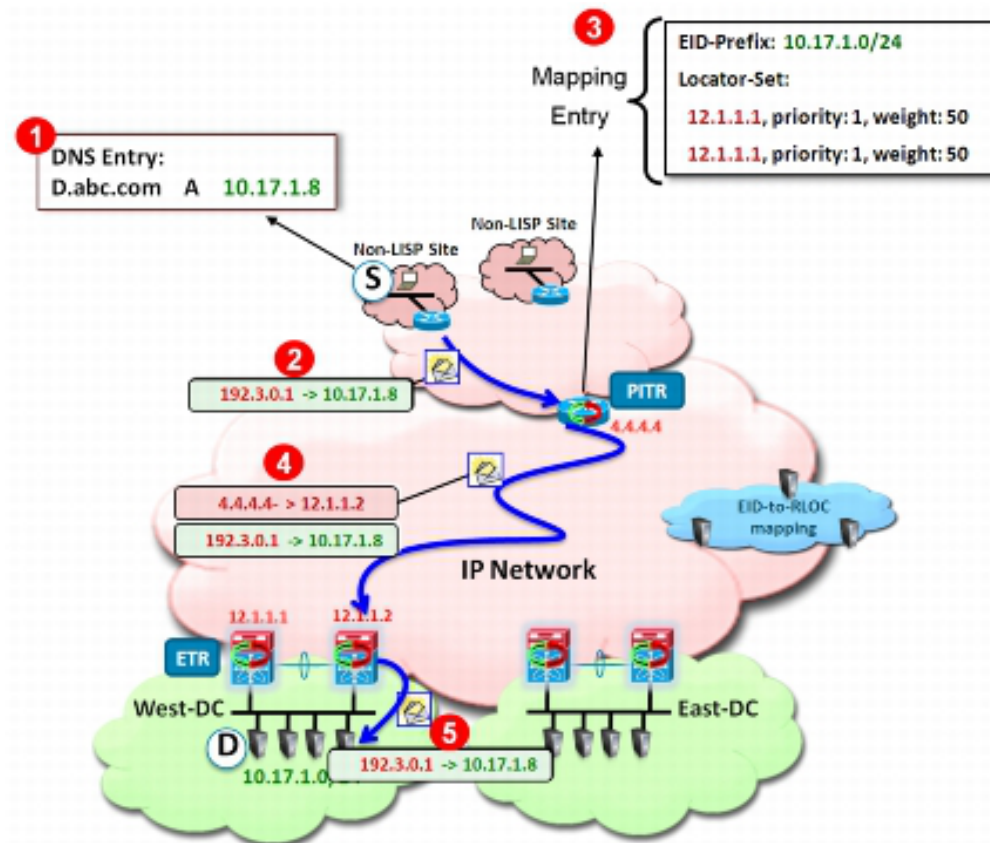 3
EID-Prefix: 10.17.1.0/24
Mapping
Entry
Locator-Set:
12.1.1.1, priority: 1, weight: 50
12.1.1.1, priority: 1, weight: 50
1
DNS Entry:
D.abc.com A 10.17.1.8
Non-LISP Site
Non-LISP Site
S
2
192.3.0.1 -> 10.17.1.8
PITR
4.4.4.4
4
4.4.4.4- > 12.1.1.2
192.3.0.1 -> 10.17.1.8
EID-to-RLOC
mapping
IP Network
12.1.1.1
12.1.1.2
ETR
West-DC
East-DC
D
5
192.3.0.1 -> 10.17.1.8
10.17.1.0/